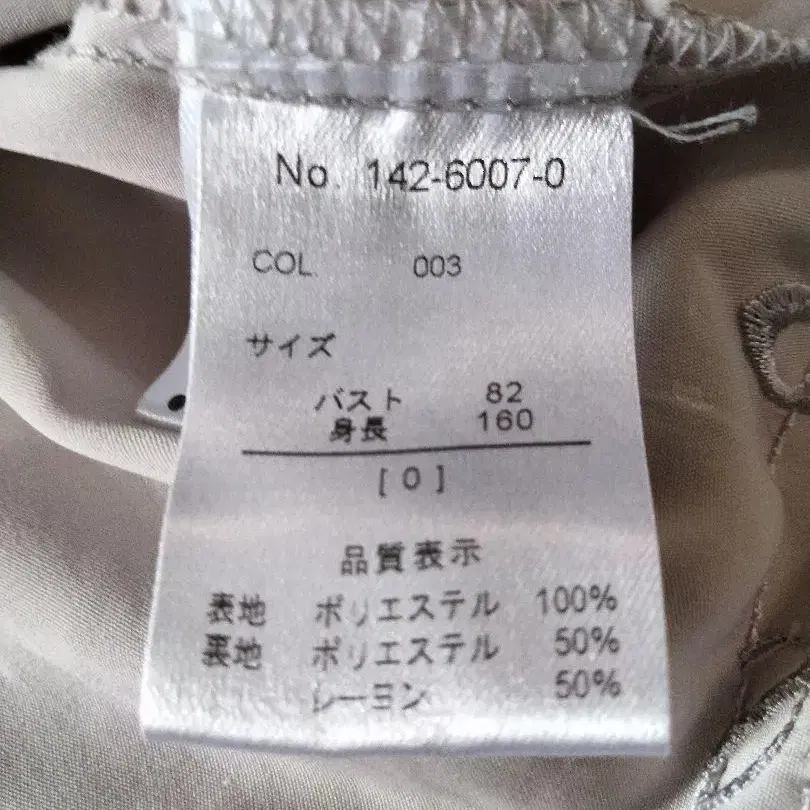 No. 142-6007-0
COL. 003
サイズ
バスト 82
身長 160
[ 0 ]
品質表示
表地 ポリエステル 100%
裏地 ポリエステル 50%
レーヨン 50%